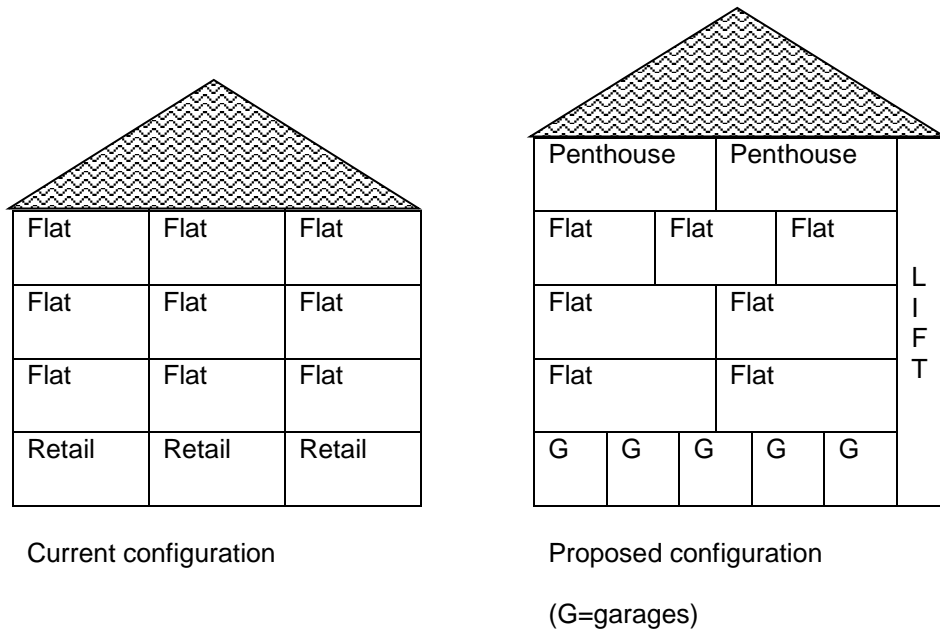 Penthouse Penthouse
Flat Flat Flat
Flat Flat Flat
Flat Flat Flat
Flat Flat
Flat Flat Flat
Flat Flat
Retail Retail Retail
G G G G G
L
I
F
T
Current configuration
Proposed configuration
(G=garages)